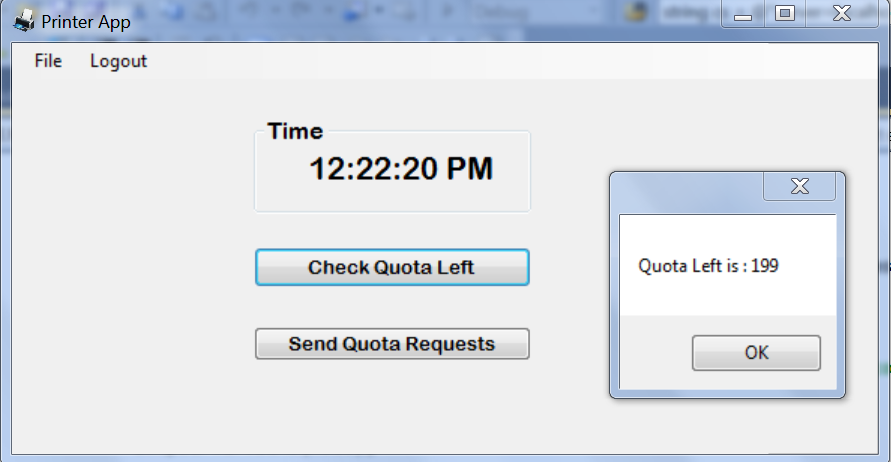 Printer App
File Logout
Time
12:22:20 PM
Check Quota Left
Send Quota Requests
Quota Left is : 199
OK